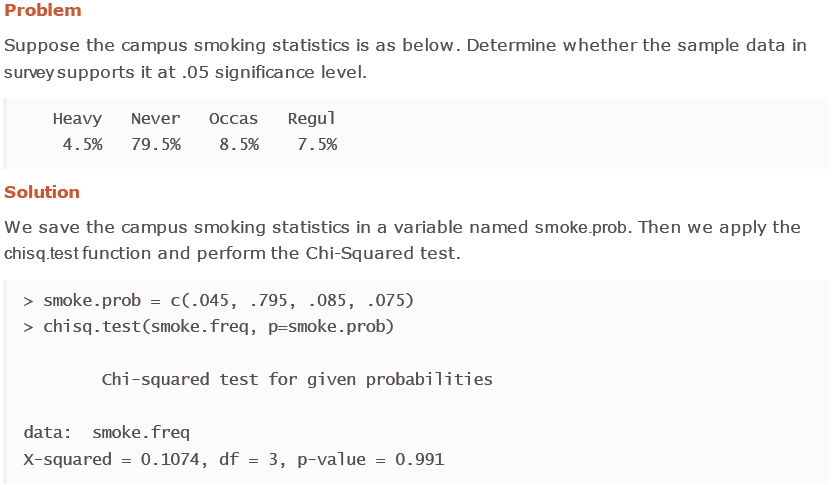 Problem
Suppose the campus smoking statistics is as below. Determine whether the sample data in
survey supports it at .05 significance level.
Heavy Never Occas Regul
4.5% 79.5% 8.5% 7.5%
Solution
We save the campus smoking statistics in a variable named smoke.prob. Then we apply the
chisq.test function and perform the Chi-Squared test.
> smoke.prob = c(.045, .795, .085, .075)
> chisq.test(smoke.freq, p=smoke.prob)
Chi-squared test for given probabilities
data: smoke.freq
X-squared = 0.1074, df = 3, p-value = 0.991